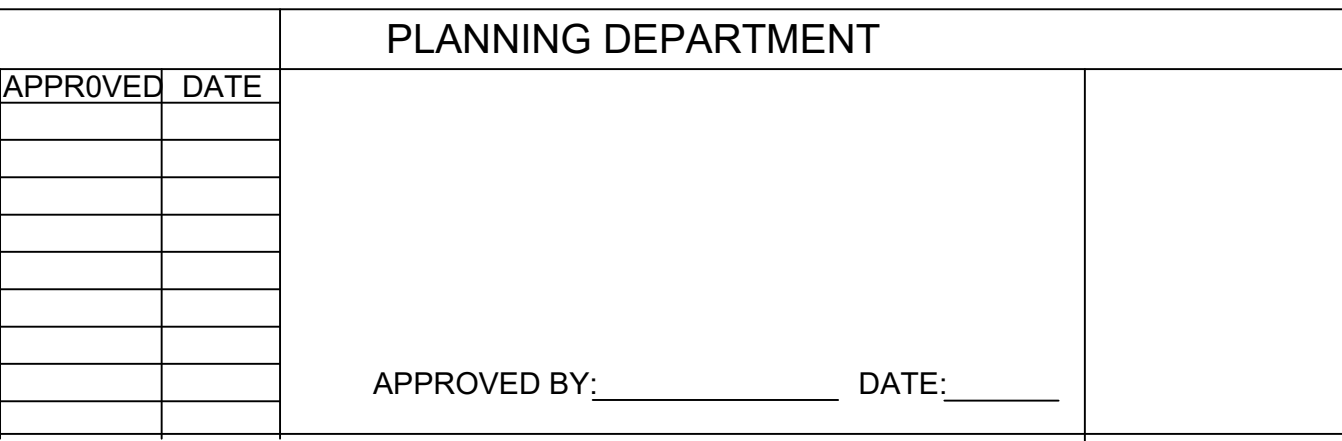 PLANNING DEPARTMENT
APPR0VED DATE
APPROVED BY: DATE: